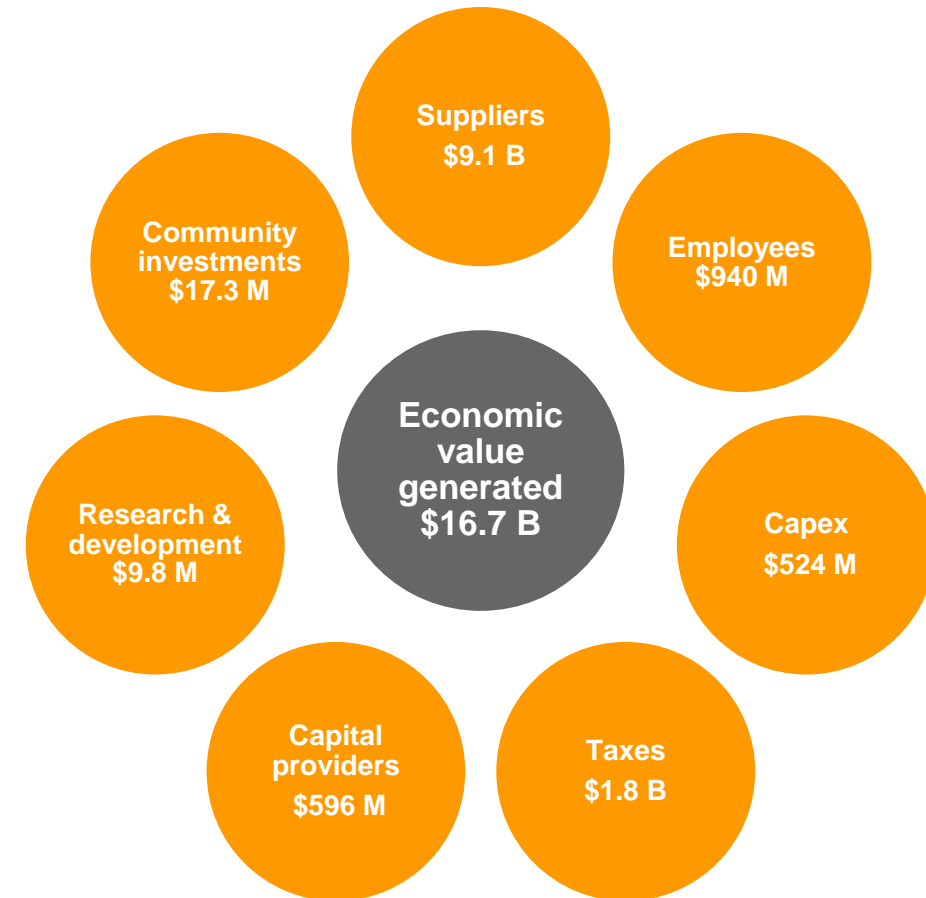 Suppliers
$9.1 B
Employees
$940 M
Capex
$524 M
Taxes
$1.8 B
Capital
providers
$596 M
Research &
development
$9.8 M
Community
investments
$17.3 M
Economic
value
generated
$16.7 B